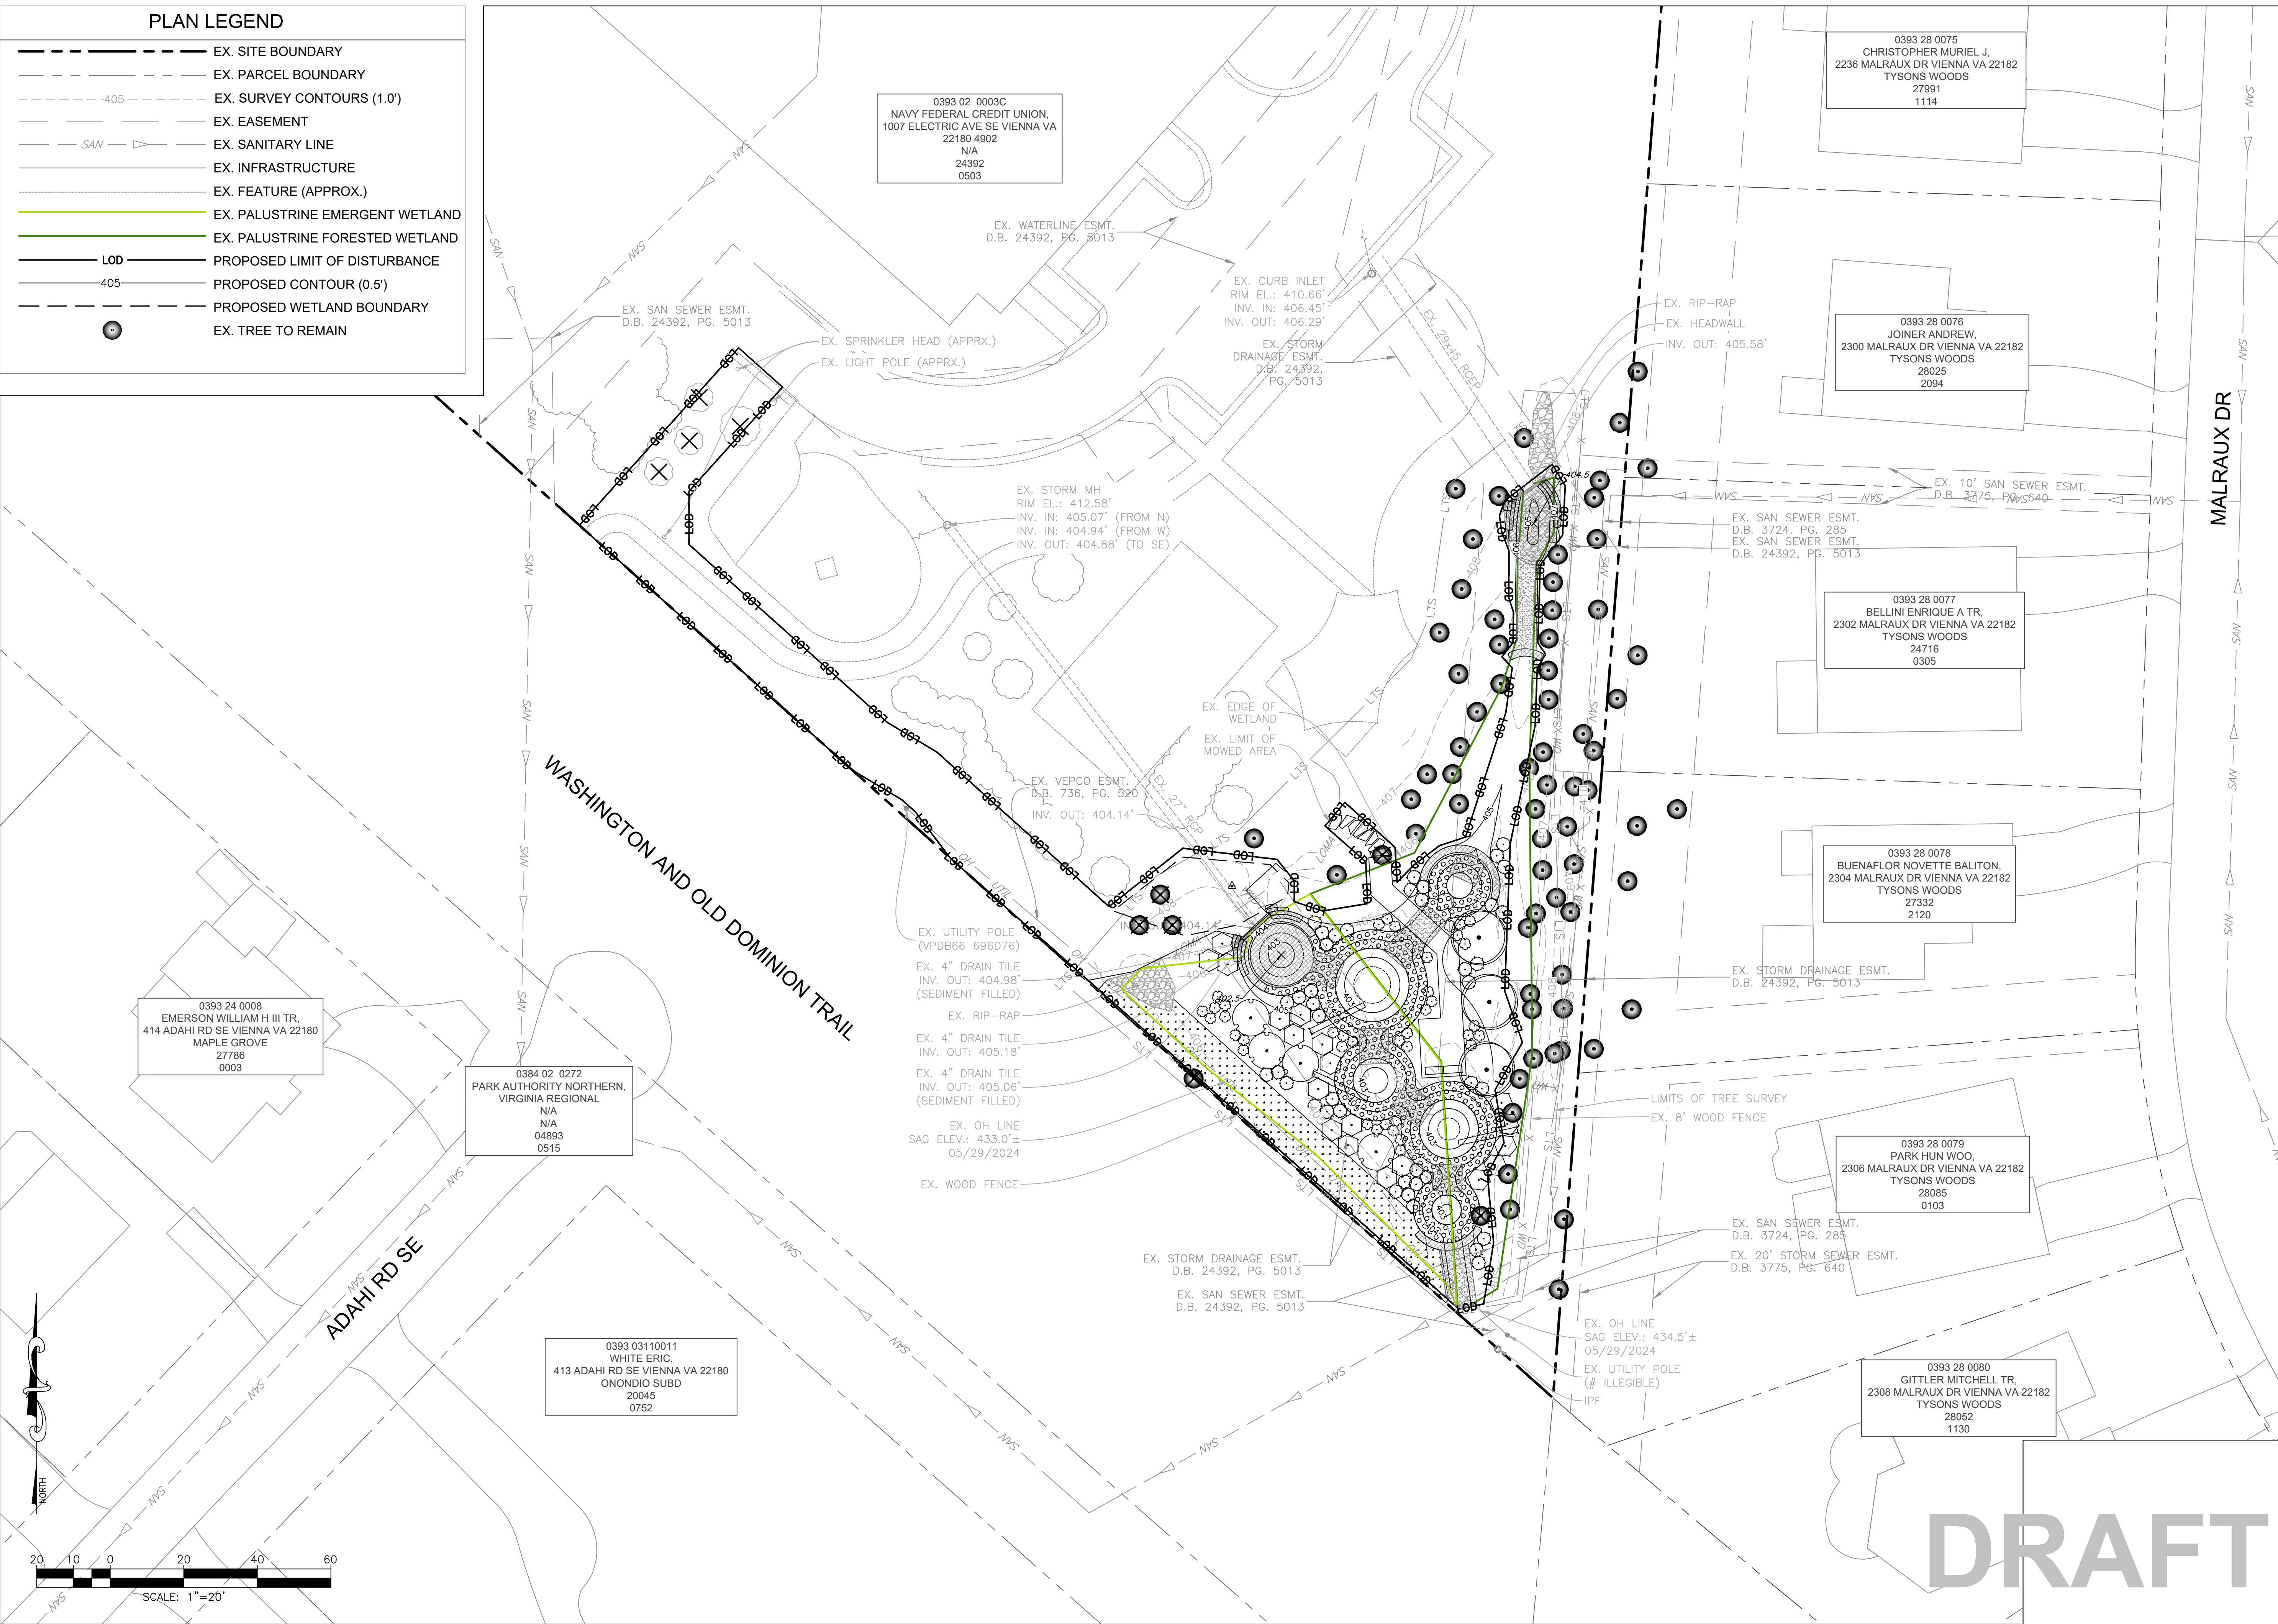 PLAN LEGEND
EX. SITE BOUNDARY
EX. PARCEL BOUNDARY
405
EX. SURVEY CONTOURS (1.0')
EX. EASEMENT
SAN
EX. SANITARY LINE
EX. INFRASTRUCTURE
EX. FEATURE (APPROX.)
EX. PALUSTRINE EMERGENT WETLAND
EX. PALUSTRINE FORESTED WETLAND
LOD
PROPOSED LIMIT OF DISTURBANCE
405
PROPOSED CONTOUR (0.5')
PROPOSED WETLAND BOUNDARY
EX. TREE TO REMAIN
0393 02 0003C
NAVY FEDERAL CREDIT UNION,
1007 ELECTRIC AVE SE VIENNA VA
22180 4902
N/A
24392
0503
0393 28 0075
CHRISTOPHER MURIEL J,
2236 MALRAUX DR VIENNA VA 22182
TYSONS WOODS
27991
1114
EX. WATERLINE ESMT.
D.B. 24392, PG. 5013
EX. CURB INLET
RIM EL.: 410.66'
INV. IN: 406.45'
INV. OUT: 406.29'
EX. STORM
DRAINAGE ESMT.
D.B. 24392,
PG. 5013
EX. 29x45 RCEP
EX. RIP-RAP
EX. HEADWALL
INV. OUT: 405.58'
0393 28 0076
JOINER ANDREW,
2300 MALRAUX DR VIENNA VA 22182
TYSONS WOODS
28025
2094
MALRAUX DR
EX. SAN SEWER ESMT.
D.B. 24392, PG. 5013
EX. SPRINKLER HEAD (APPRX.)
EX. LIGHT POLE (APPRX.)
EX. STORM MH
RIM EL.: 412.58'
INV. IN: 405.07' (FROM N)
INV. IN: 404.94' (FROM W)
INV. OUT: 404.88' (TO SE)
EX. 10' SAN SEWER ESMT.
D.B. 3775, PG. 640
EX. SAN SEWER ESMT.
D.B. 3724, PG. 285
EX. SAN SEWER ESMT.
D.B. 24392, PG. 5013
0393 28 0077
BELLINI ENRIQUE A TR,
2302 MALRAUX DR VIENNA VA 22182
TYSONS WOODS
24716
0305
EX. EDGE OF
WETLAND
EX. LIMIT OF
MOWED AREA
EX. VEPCO ESMT.
D.B. 736, PG. 520
INV. OUT: 404.14'
EX. 27" RCP
WASHINGTON AND OLD DOMINION TRAIL
OH
UTIL
0393 28 0078
BUENAFLOR NOVETTE BALITON,
2304 MALRAUX DR VIENNA VA 22182
TYSONS WOODS
27332
2120
EX. UTILITY POLE
(VPDB66 696D76)
EX. 4" DRAIN TILE
INV. OUT: 404.98'
(SEDIMENT FILLED)
EX. RIP-RAP
EX. 4" DRAIN TILE
INV. OUT: 405.18'
EX. 4" DRAIN TILE
INV. OUT: 405.06'
(SEDIMENT FILLED)
EX. OH LINE
SAG ELEV.: 433.0'±
05/29/2024
EX. WOOD FENCE
EX. STORM DRAINAGE ESMT.
D.B. 24392, PG. 5013
0393 24 0008
EMERSON WILLIAM H III TR,
414 ADAHI RD SE VIENNA VA 22180
MAPLE GROVE
27786
0003
0384 02 0272
PARK AUTHORITY NORTHERN,
VIRGINIA REGIONAL
N/A
N/A
04893
0515
LIMITS OF TREE SURVEY
EX. 8' WOOD FENCE
0393 28 0079
PARK HUN WOO,
2306 MALRAUX DR VIENNA VA 22182
TYSONS WOODS
28085
0103
EX. SAN SEWER ESMT.
D.B. 3724, PG. 285
EX. 20' STORM SEWER ESMT.
D.B. 3775, PG. 640
EX. STORM DRAINAGE ESMT.
D.B. 24392, PG. 5013
EX. SAN SEWER ESMT.
D.B. 24392, PG. 5013
ADAHI RD SE
EX. OH LINE
SAG ELEV.: 434.5'±
05/29/2024
EX. UTILITY POLE
(# ILLEGIBLE)
IPF
0393 03110011
WHITE ERIC,
413 ADAHI RD SE VIENNA VA 22180
ONONDIO SUBD
20045
0752
0393 28 0080
GITTLER MITCHELL TR,
2308 MALRAUX DR VIENNA VA 22182
TYSONS WOODS
28052
1130
NORTH
20 10 0 20 40 60
SCALE: 1"=20'
DRAFT